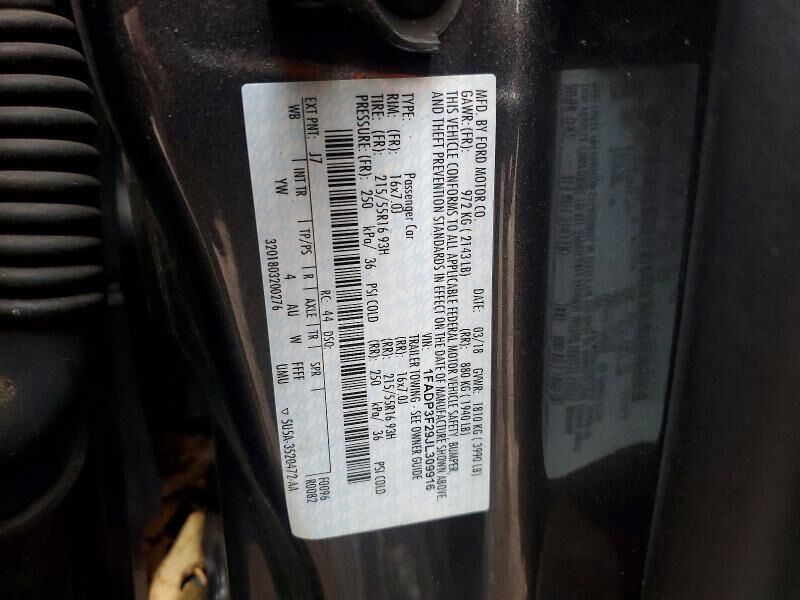 MFD. BY FORD MOTOR CO.
DATE: 03/18 GVWR: 1810 KG ( 3990 LB)
GAWR: (FR): 972 KG ( 2143 LB) (RR): 880 KG ( 1940 LB)
THIS VEHICLE CONFORMS TO ALL APPLICABLE FEDERAL MOTOR VEHICLE SAFETY, BUMPER,
AND THEFT PREVENTION STANDARDS IN EFFECT ON THE DATE OF MANUFACTURE SHOWN ABOVE.
VIN: 1FADP3F29JL309916
TYPE: Passenger Car TRAILER TOWING - SEE OWNER GUIDE
RIM: (FR): 16x7.0J (RR): 16x7.0J
TIRE: (FR): 215/55R16 93H (RR): 215/55R16 93H
PRESSURE: (FR): 250 kPa/ 36 PSI COLD (RR): 250 kPa/ 36 PSI COLD
RC: 44 DSO: F0096
EXT PNT: J7 R0082
INT TR TP/PS R AXLE TR SPR
WB YW 4 AU W FFFF UMU
3201803200276 ▽ 5U5A-3520472-AA